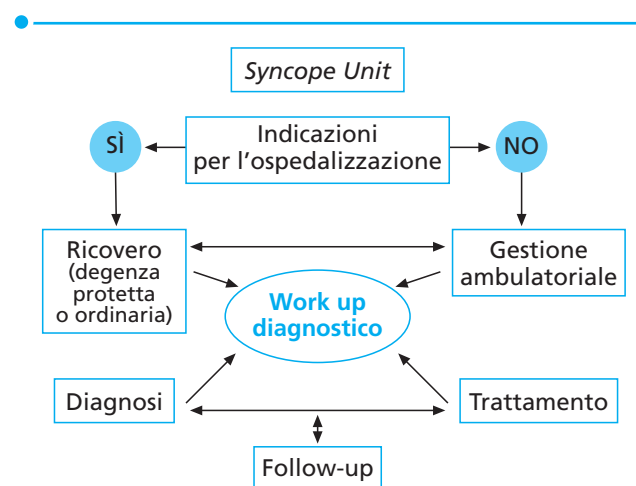 Syncope Unit
SÌ
Indicazioni
per l'ospedalizzazione
NO
Ricovero
(degenza
protetta
o ordinaria)
Gestione
ambulatoriale
Work up
diagnostico
Diagnosi
Trattamento
Follow-up